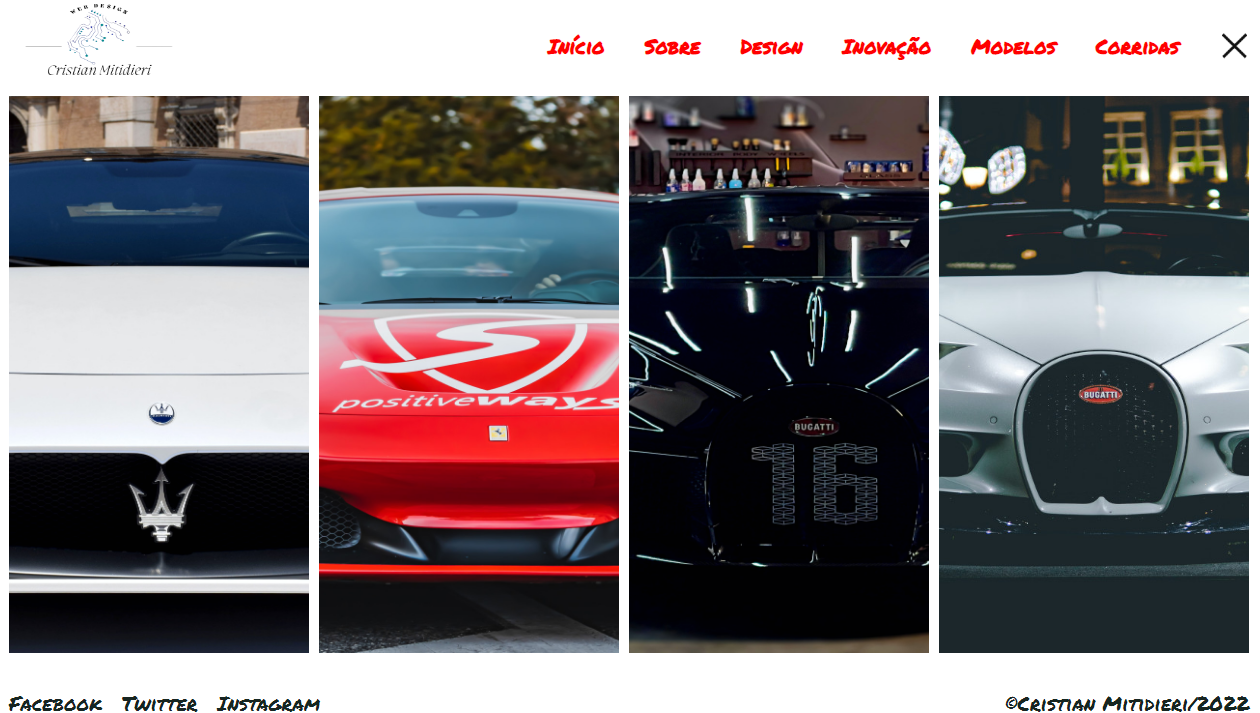 WEB DESIGN
Cristian Mitidieri
Início Sobre Design Inovação Modelos Corridas
positiveways
BUGATTI
16
BUGATTI
Facebook Twitter Instagram
©Cristian Mitidieri/2022